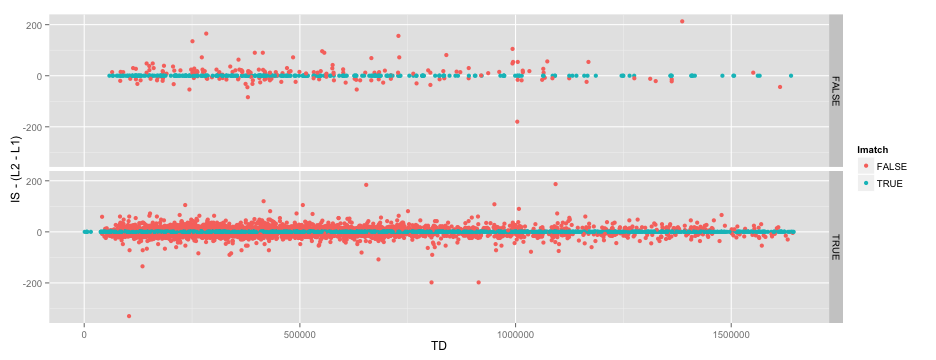 IS - (L2 - L1)
200
0
-200
FALSE
200
0
-200
TRUE
0
500000
1000000
1500000
TD
lmatch
FALSE
TRUE